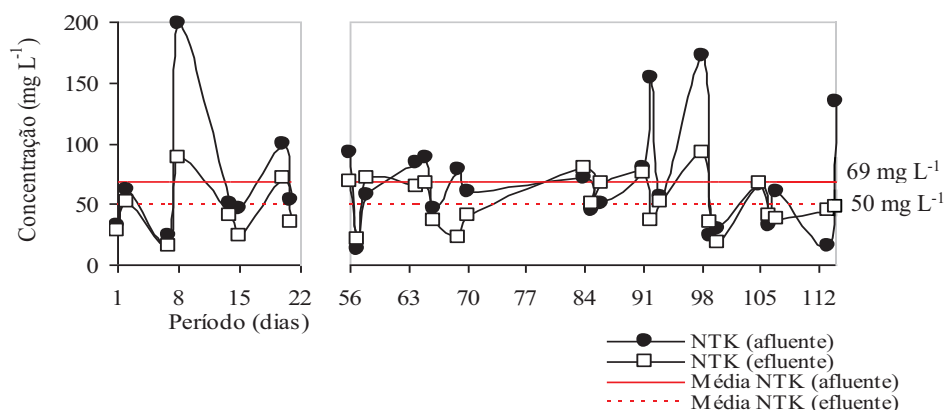 Concentração (mg L-1)
200
150
100
50
0
1 8 15 22
56 63 70 77 84 91 98 105 112
Período (dias)
69 mg L-1
50 mg L-1
NTK (afluente)
NTK (efluente)
Média NTK (afluente)
Média NTK (efluente)